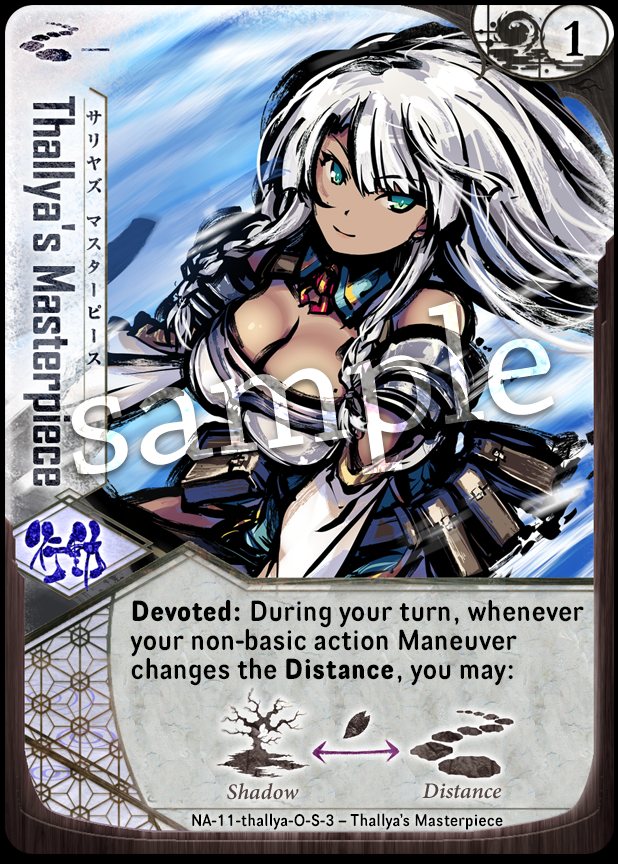 1
Thallya's Masterpiece
サリヤズ マスターピース
sample
行動
Devoted: During your turn, whenever
your non-basic action Maneuver
changes the Distance, you may:
Shadow
Distance
NA-11-thallya-O-S-3 – Thallya's Masterpiece